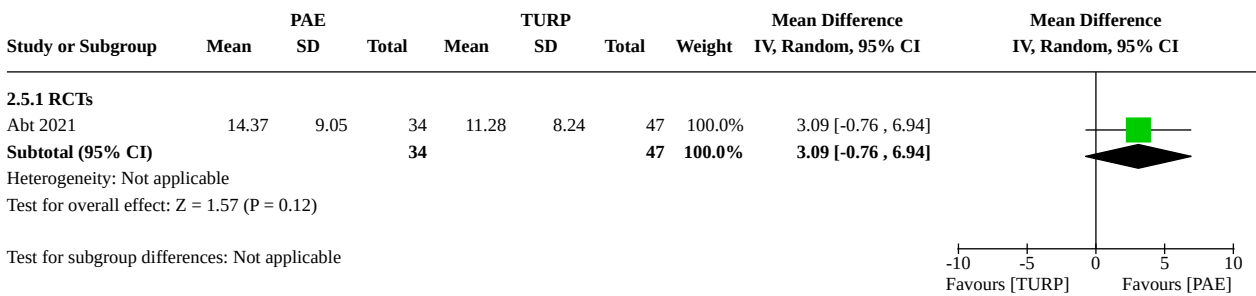 PAE TURP Mean Difference Mean Difference
Study or Subgroup Mean SD Total Mean SD Total Weight IV, Random, 95% CI IV, Random, 95% CI
2.5.1 RCTs
Abt 2021 14.37 9.05 34 11.28 8.24 47 100.0% 3.09 [-0.76 , 6.94]
Subtotal (95% CI) 34 47 100.0% 3.09 [-0.76 , 6.94]
Heterogeneity: Not applicable
Test for overall effect: Z = 1.57 (P = 0.12)
Test for subgroup differences: Not applicable
-10 -5 0 5 10
Favours [TURP] Favours [PAE]